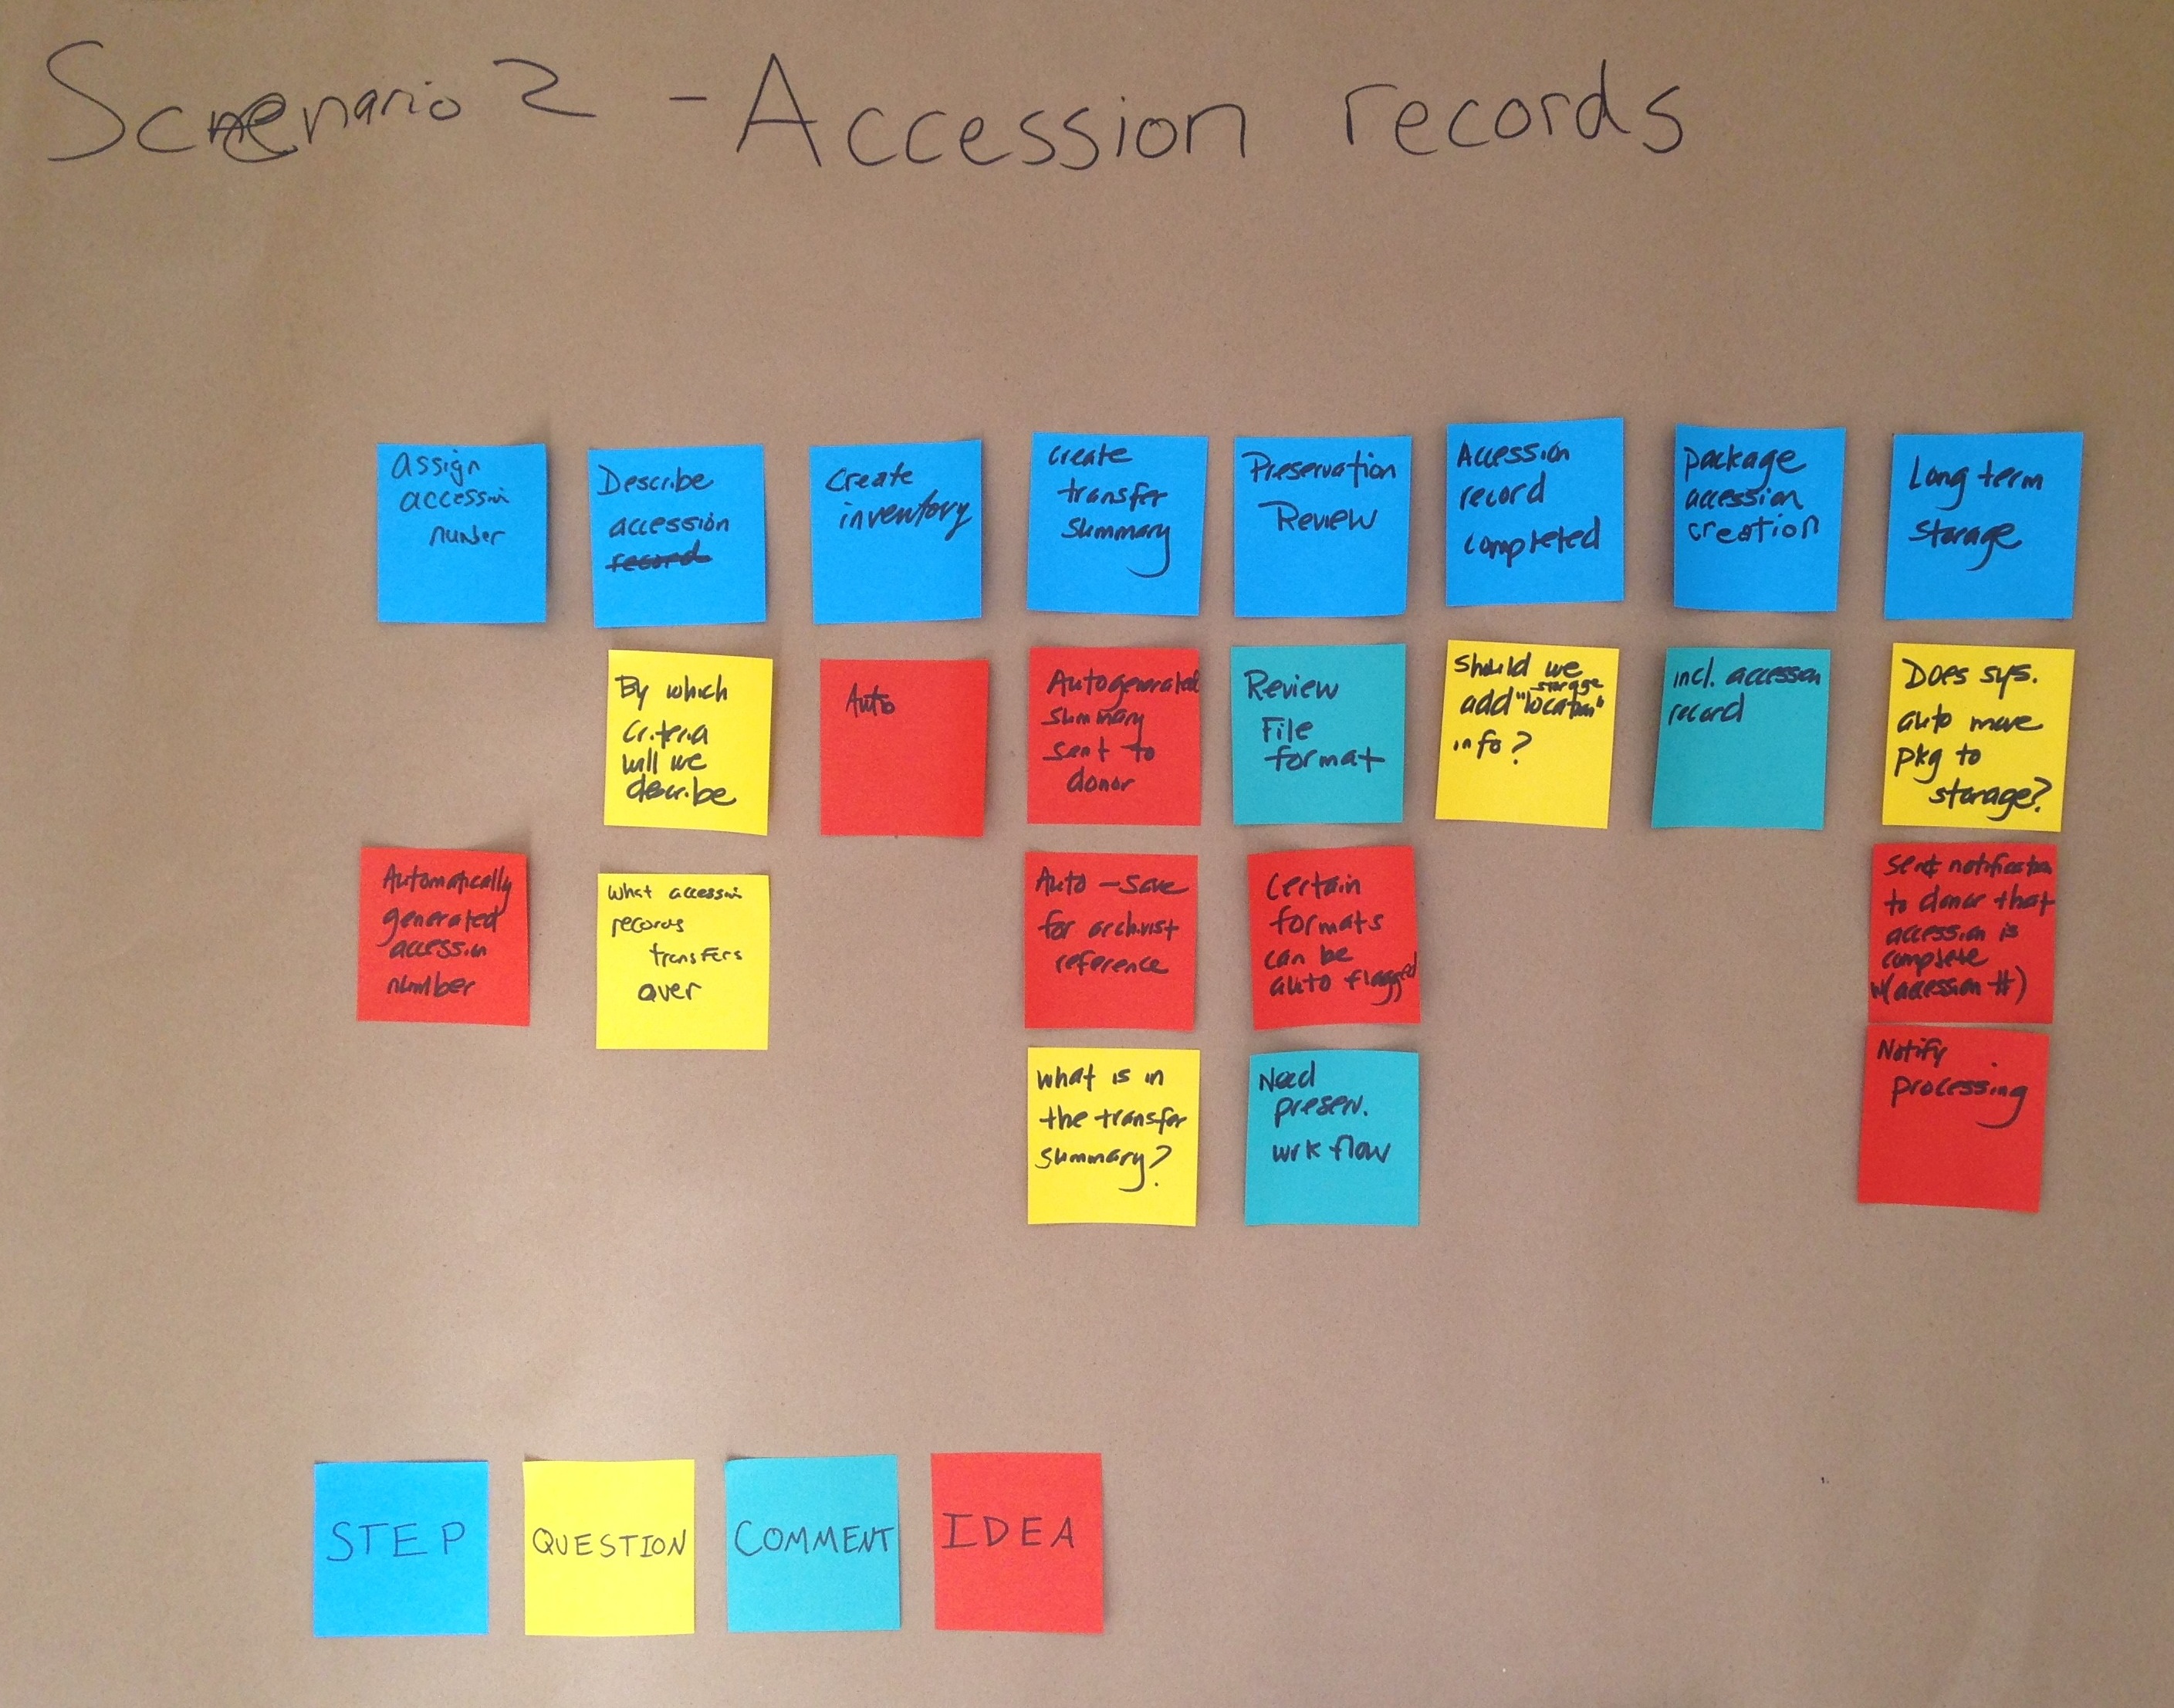 Scenario 2 - Accession records
assign
accession
number
Describe
accession
record
Create
inventory
create
transfer
summary
Preservation
Review
Accession
record
completed
package
accession
creation
Long term
storage
By which
criteria
will we
describe
Auto
Autogenerated
summary
sent to
donor
Review
File
format
should we
storage
add "location"
info?
incl. accession
record
Does sys.
auto move
pkg to
storage?
Automatically
generated
accession
number
what accession
records
transfers
over
Auto - save
for archivist
reference
Certain
formats
can be
auto flagged
Send notification
to donor that
accession is
complete
w/accession #)
what is in
the transfer
summary?
Need
preserv.
wrk flow
Notify
processing
STEP
QUESTION
COMMENT
IDEA